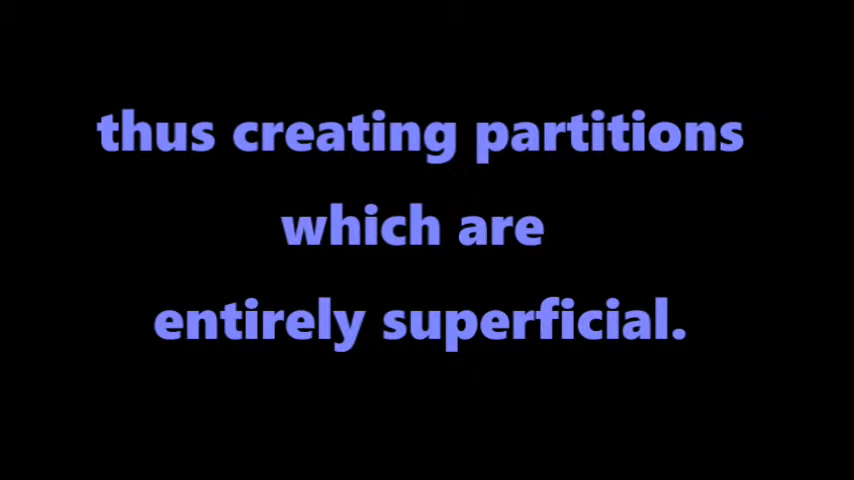 thus creating partitions
which are
entirely superficial.